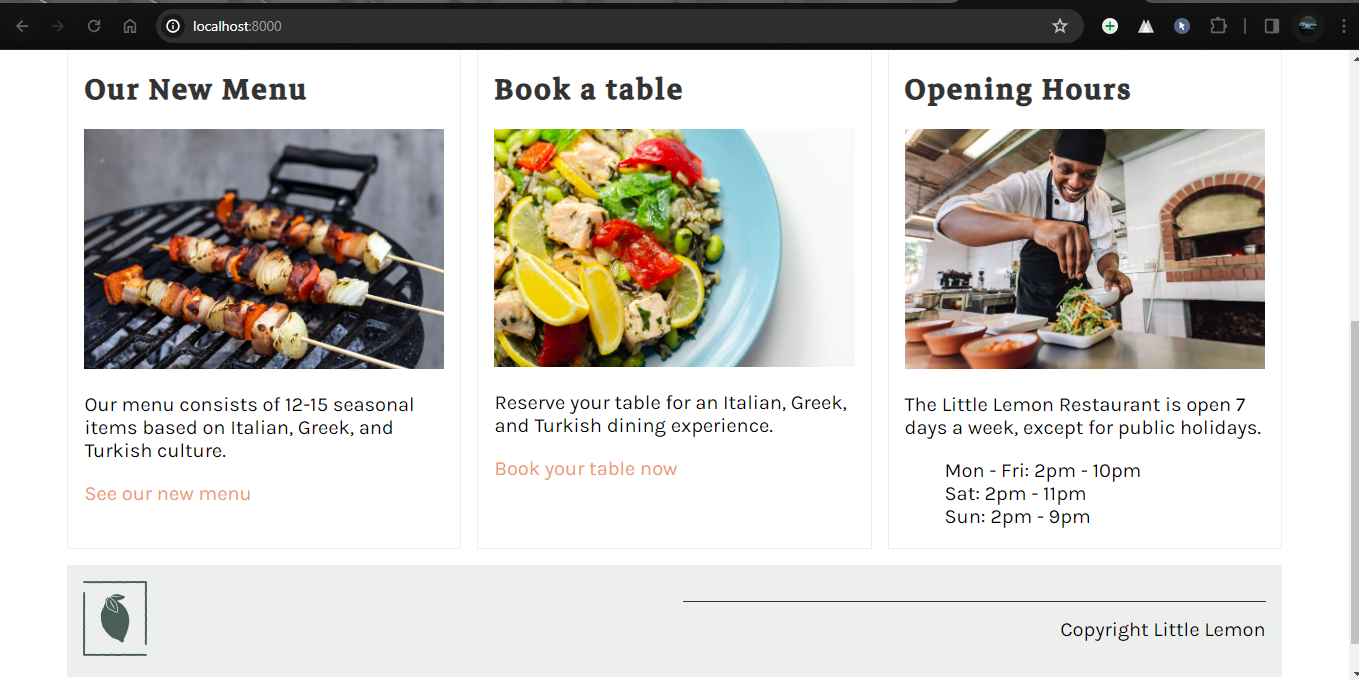 localhost:8000
Our New Menu
Our menu consists of 12-15 seasonal
items based on Italian, Greek, and
Turkish culture.
See our new menu
Book a table
Reserve your table for an Italian, Greek,
and Turkish dining experience.
Book your table now
Opening Hours
The Little Lemon Restaurant is open 7
days a week, except for public holidays.
Mon - Fri: 2pm - 10pm
Sat: 2pm - 11pm
Sun: 2pm - 9pm
Copyright Little Lemon